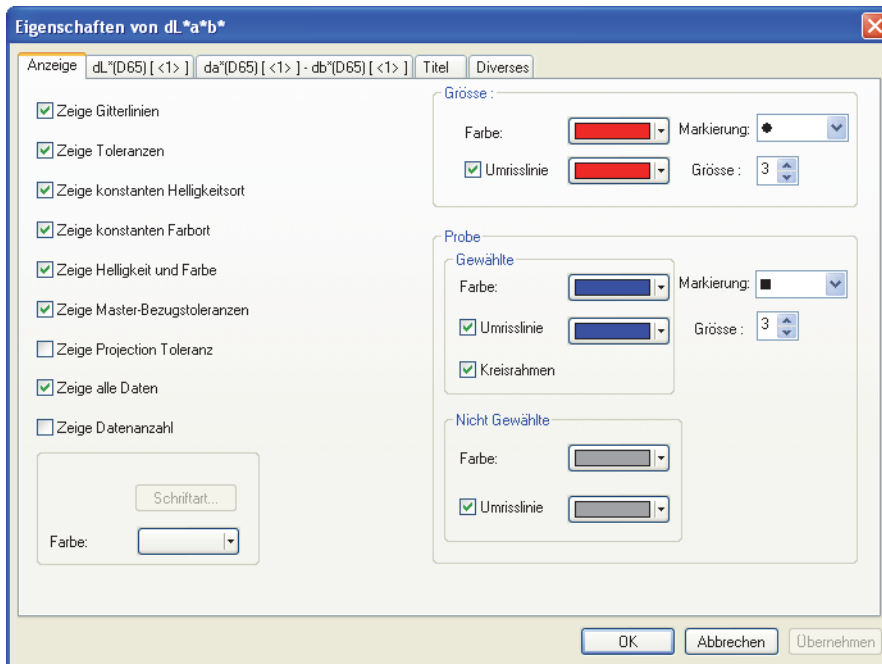 Eigenschaften von dL*a*b*
Anzeige dL*(D65) [ <1> ] da*(D65) [ <1> ] - db*(D65) [ <1> ] Titel Diverses
Zeige Gitterlinien
Zeige Toleranzen
Zeige konstanten Helligkeitsort
Zeige konstanten Farbort
Zeige Helligkeit und Farbe
Zeige Master-Bezugstoleranzen
Zeige Projection Toleranz
Zeige alle Daten
Zeige Datenanzahl
Schriftart...
Farbe:
Grösse :
Farbe: Markierung:
Umrisslinie Grösse : 3
Probe
Gewählte
Farbe: Markierung:
Umrisslinie Grösse : 3
Kreisrahmen
Nicht Gewählte
Farbe:
Umrisslinie
OK Abbrechen Übernehmen